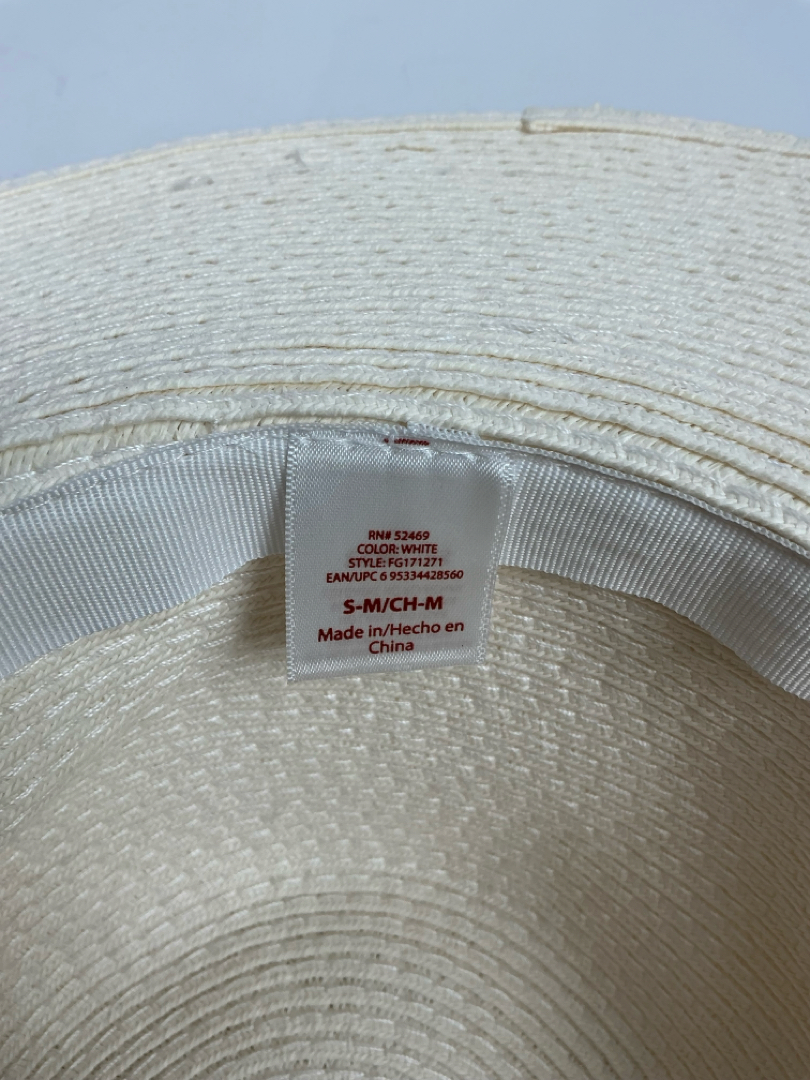 RN# 52469
COLOR: WHITE
STYLE: FG171271
EAN/UPC 6 95334428560
S-M/CH-M
Made in/Hecho en
China